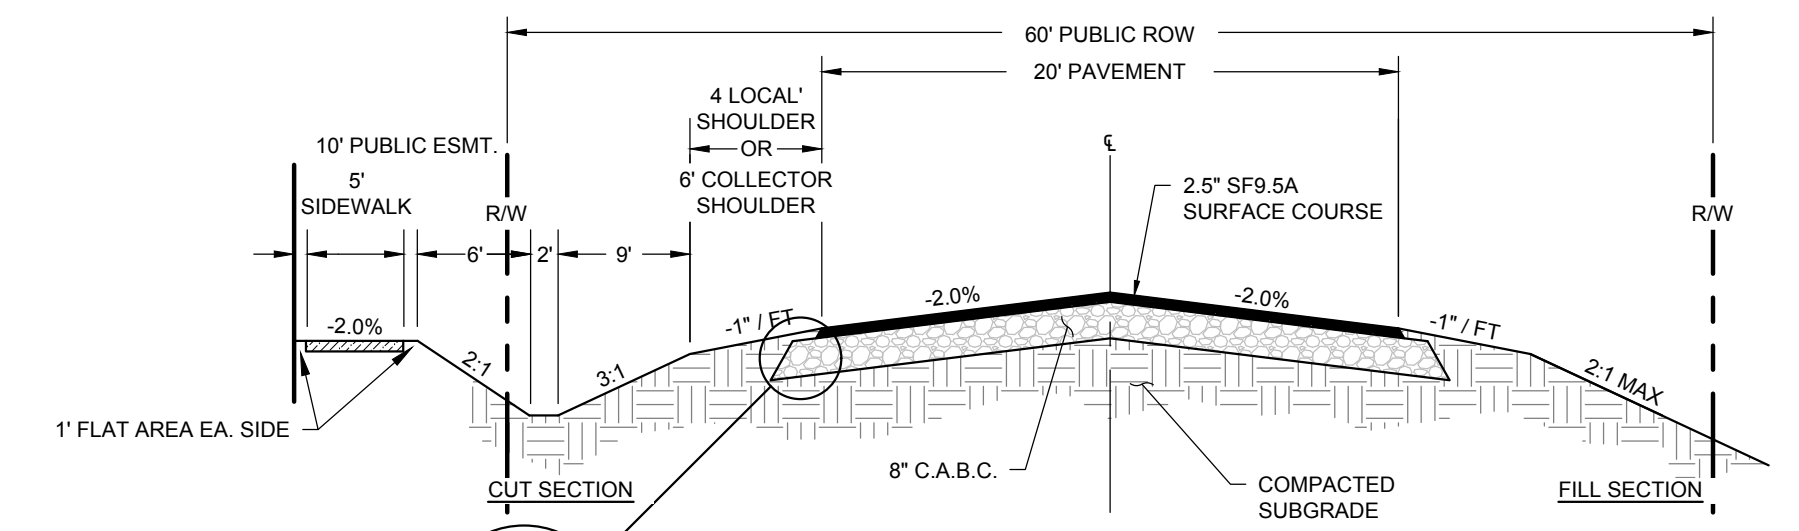 60' PUBLIC ROW
20' PAVEMENT
4 LOCAL'
SHOULDER
OR
6' COLLECTOR
SHOULDER
10' PUBLIC ESMT.
5'
SIDEWALK
R/W
℄
2.5" SF9.5A
SURFACE COURSE
R/W
6'
2'
9'
-2.0%
-2.0%
-1" / FT
-1" / FT
-2.0%
2:1
3:1
2:1 MAX
1' FLAT AREA EA. SIDE
8" C.A.B.C.
COMPACTED
SUBGRADE
CUT SECTION
FILL SECTION